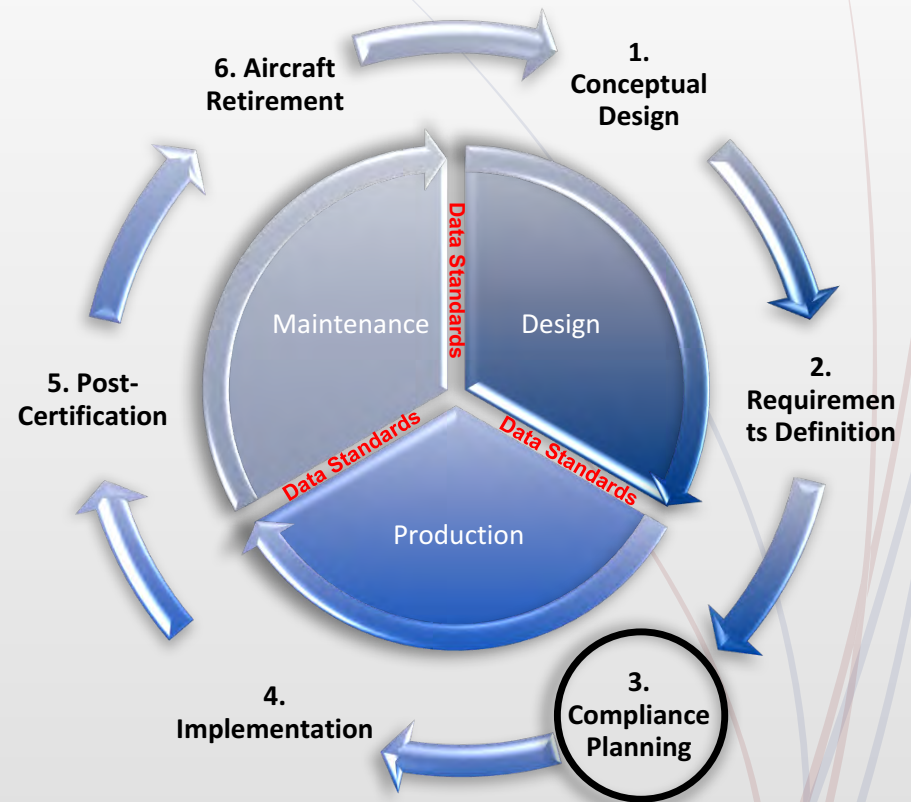 1.
Conceptual
Design
2.
Requiremen
ts Definition
3.
Compliance
Planning
4.
Implementation
5. Post-
Certification
6. Aircraft
Retirement
Maintenance
Data Standards
Design
Data Standards
Data Standards
Production